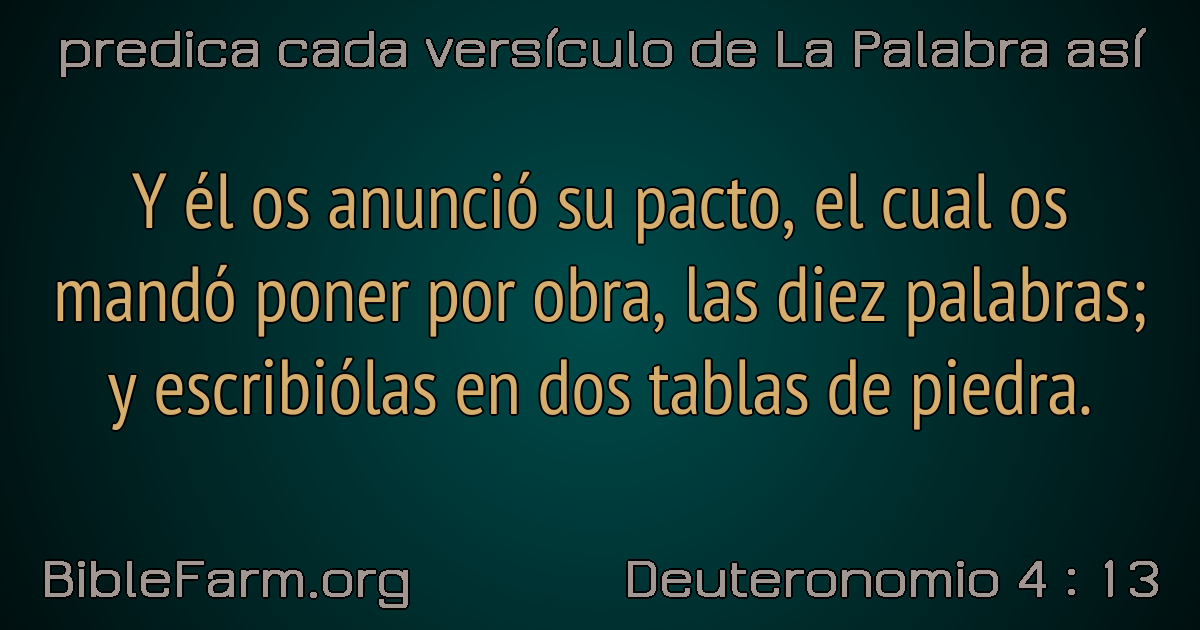 predica cada versículo de La Palabra así
Y él os anunció su pacto, el cual os
mandó poner por obra, las diez palabras;
y escribiólas en dos tablas de piedra.
BibleFarm.org
Deuteronomio 4 : 13